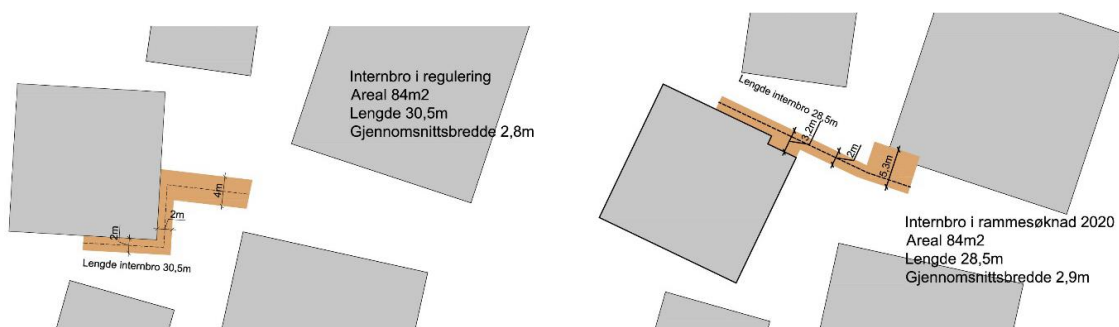 Internbro i regulering
Areal 84m2
Lengde 30,5m
Gjennomsnittsbredde 2,8m
4m
2m
2m
Lengde internbro 30,5m
Lengde internbro 28,5m
3,2m
2m
5,3m
Internbro i rammesøknad 2020
Areal 84m2
Lengde 28,5m
Gjennomsnittsbredde 2,9m